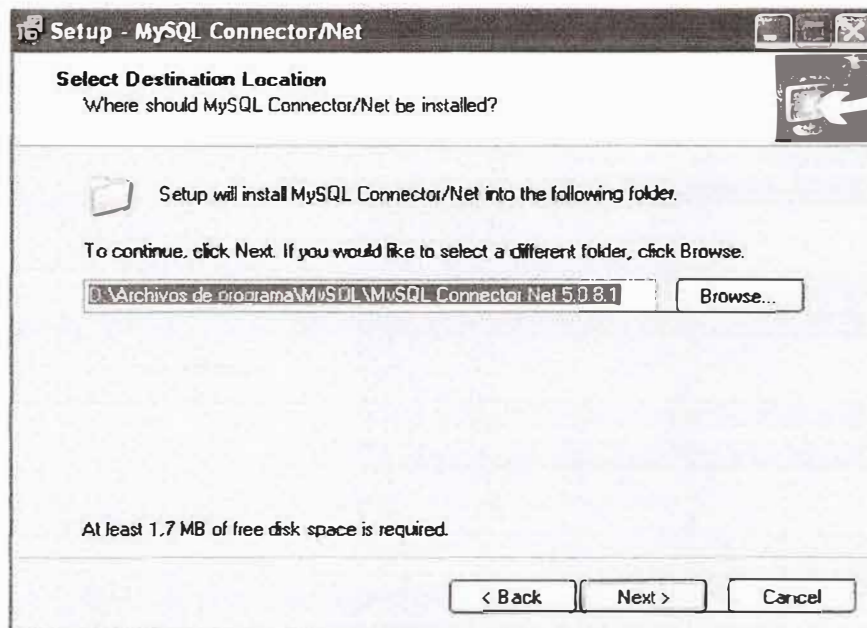 Setup - MySQL Connector/Net
Select Destination Location
Where should MySQL Connector/Net be installed?
Setup will install MySQL Connector/Net into the following folder.
To continue, click Next. If you would like to select a different folder, click Browse.
D:\Archivos de programa\MySQL\MySQL Connector Net 5.0.8.1
Browse...
At least 1,7 MB of free disk space is required.
< Back
Next >
Cancel